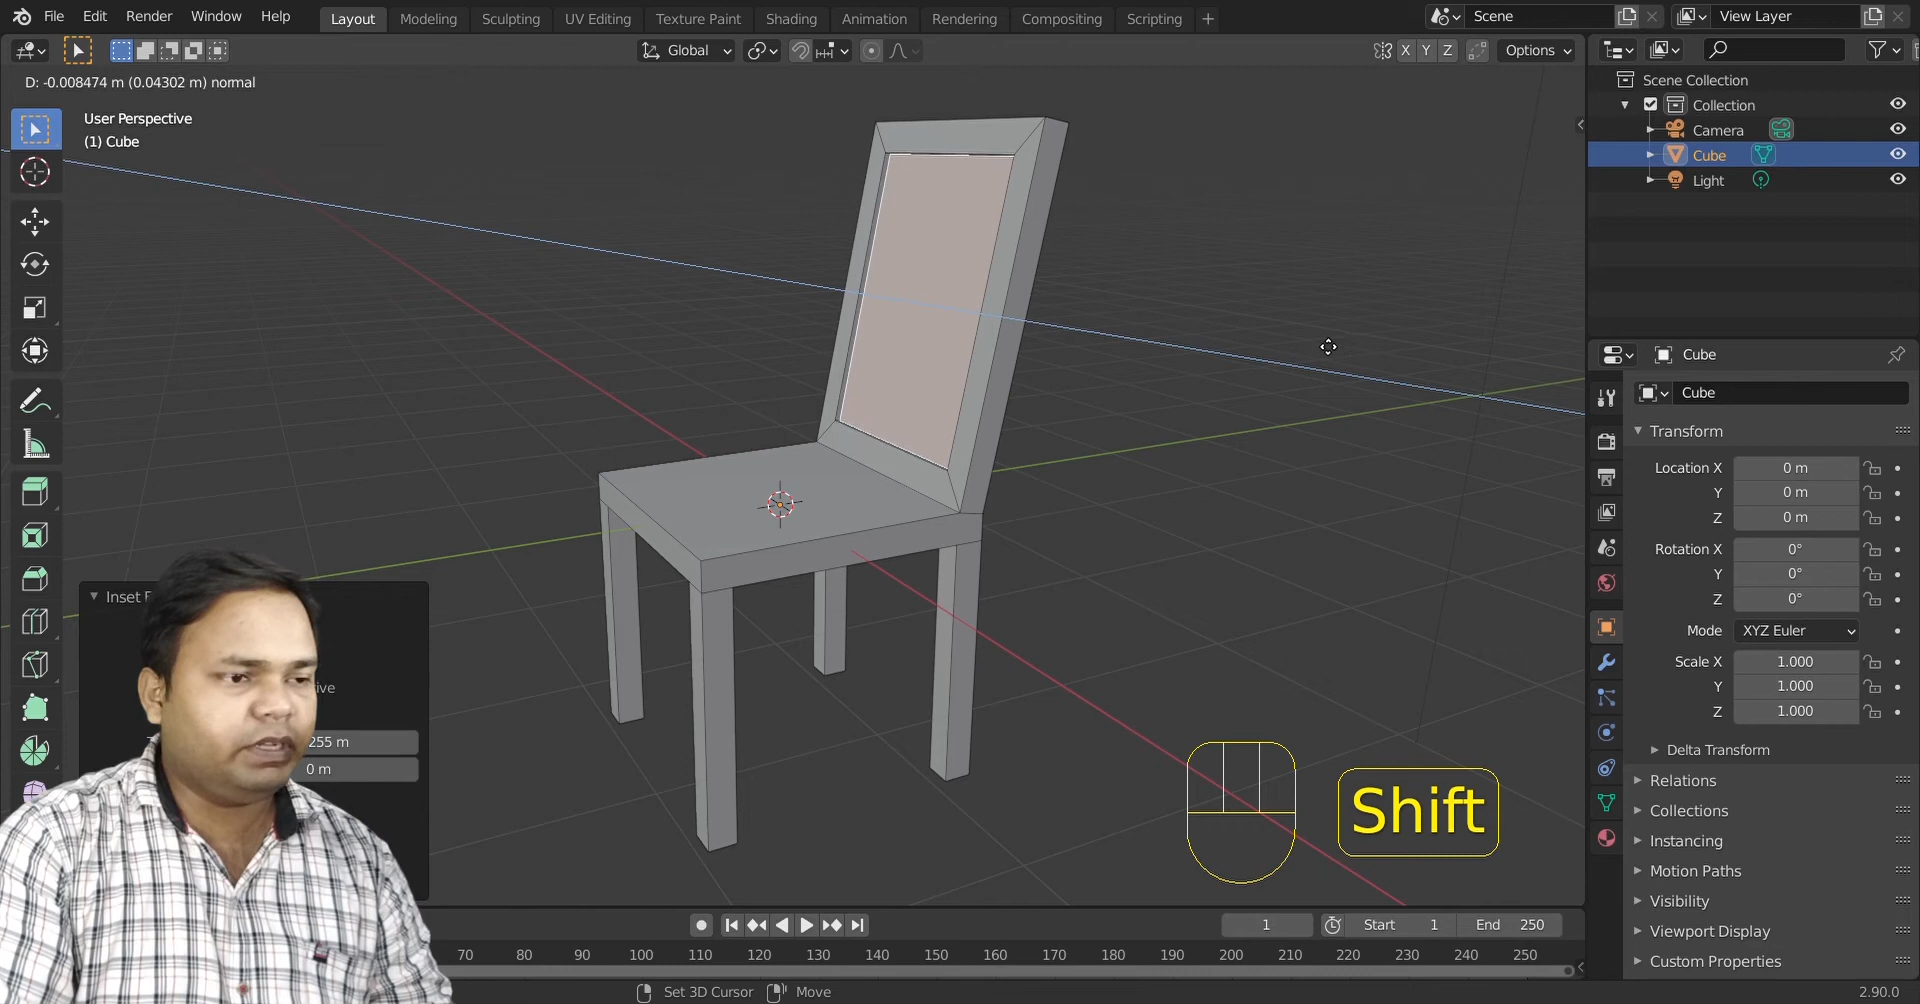 File Edit Render Window Help
Layout Modeling Sculpting UV Editing Texture Paint Shading Animation Rendering Compositing Scripting +
Scene
View Layer
Global
X Y Z
Options
D: -0.008474 m (0.04302 m) normal
User Perspective
(1) Cube
Scene Collection
Collection
Camera
Cube
Light
Cube
Cube
Transform
Location X 0 m
Y 0 m
Z 0 m
Rotation X 0°
Y 0°
Z 0°
Mode XYZ Euler
Scale X 1.000
Y 1.000
Z 1.000
Delta Transform
Relations
Collections
Instancing
Motion Paths
Visibility
Viewport Display
Custom Properties
Inset
255 m
0 m
Shift
1 Start 1 End 250
70 80 90 100 110 120 130 140 150 160 170 180 190 200 210 220 230 240 250
Set 3D Cursor Move
2.90.0